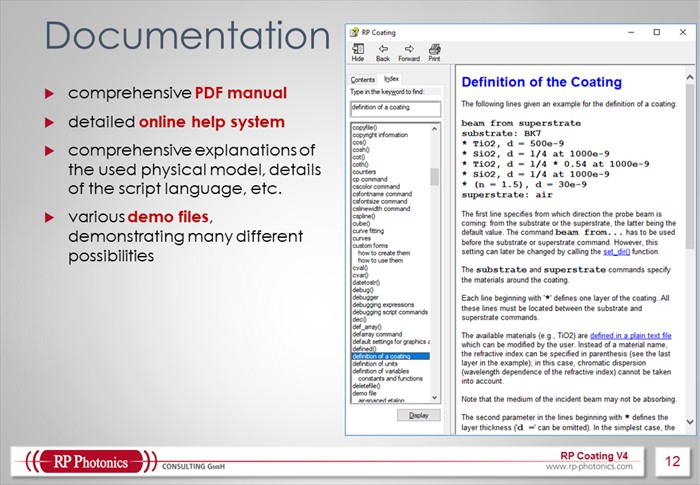 Documentation
comprehensive PDF manual
detailed online help system
comprehensive explanations of
the used physical model, details
of the script language, etc.
various demo files,
demonstrating many different
possibilities
RP Coating
Hide Back Forward Print
Contents Index
Type in the keyword to find:
definition of a coating
copyfile()
copyright information
cos()
cosh()
cot()
coth()
counters
cp command
cscolor command
csfontname command
csfontsize command
cslinewidth command
cspline()
cube()
curve fitting
curves
custom forms
how to create them
how to use them
cval()
cvar()
datetostr()
debug()
debugger
debugging expressions
debugging script commands
dec()
def_array()
defarray command
default settings for graphics a
defined()
definition of a coating
definition of units
definition of variables
constants and functions
deletefile()
demo file
air-spaced etalon
Display
Definition of the Coating
The following lines given an example for the definition of a coating:
beam from superstrate
substrate: BK7
* TiO2, d = 500e-9
* SiO2, d = l/4 at 1000e-9
* TiO2, d = l/4 * 0.54 at 1000e-9
* SiO2, d = l/4 at 1000e-9
* (n = 1.5), d = 30e-9
superstrate: air
The first line specifies from which direction the probe beam is
coming: from the substrate or the superstrate, the latter being the
default value. The command beam from... has to be used
before the substrate or superstrate command. However, this
setting can later be changed by calling the set_dir() function.
The substrate and superstrate commands specify
the materials around the coating.
Each line beginning with '*' defines one layer of the coating. All
these lines must be located between the substrate and
superstrate commands.
The available materials (e.g., TiO2) are defined in a plain text file
which can be modified by the user. Instead of a material name,
the refractive index can be specified in parenthesis (see the last
layer in the example); in this case, chromatic dispersion
(wavelength dependence of the refractive index) cannot be taken
into account.
Note that the medium of the incident beam may not be absorbing.
The second parameter in the lines beginning with * defines the
layer thickness ('d =' can be omitted). In the simplest case, the
RP Photonics
CONSULTING GmbH
RP Coating V4
www.rp-photonics.com
12